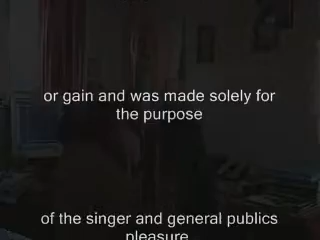 or gain and was made solely for
the purpose
of the singer and general publics
pleasure